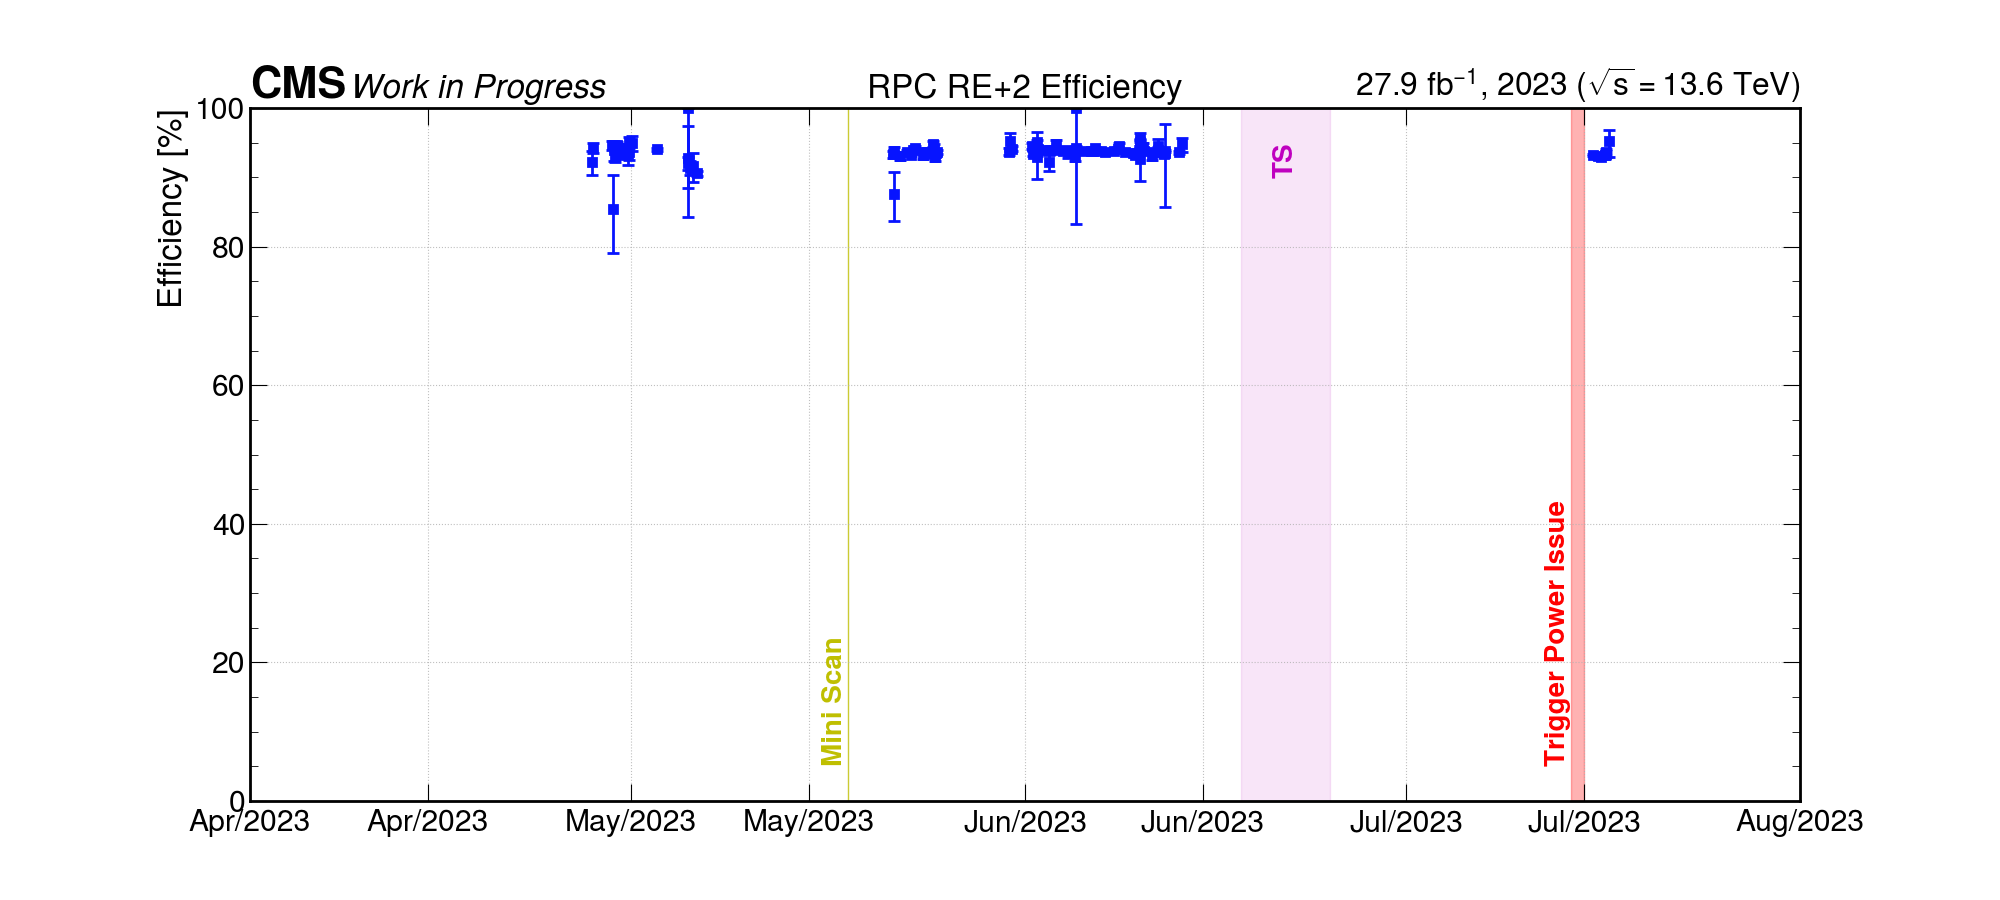 CMS Work in Progress RPC RE+2 Efficiency 27.9 fb⁻¹, 2023 (√s = 13.6 TeV)
Efficiency [%]
100
80
60
40
20
0
TS
Mini Scan
Trigger Power Issue
Apr/2023 Apr/2023 May/2023 May/2023 Jun/2023 Jun/2023 Jul/2023 Jul/2023 Aug/2023